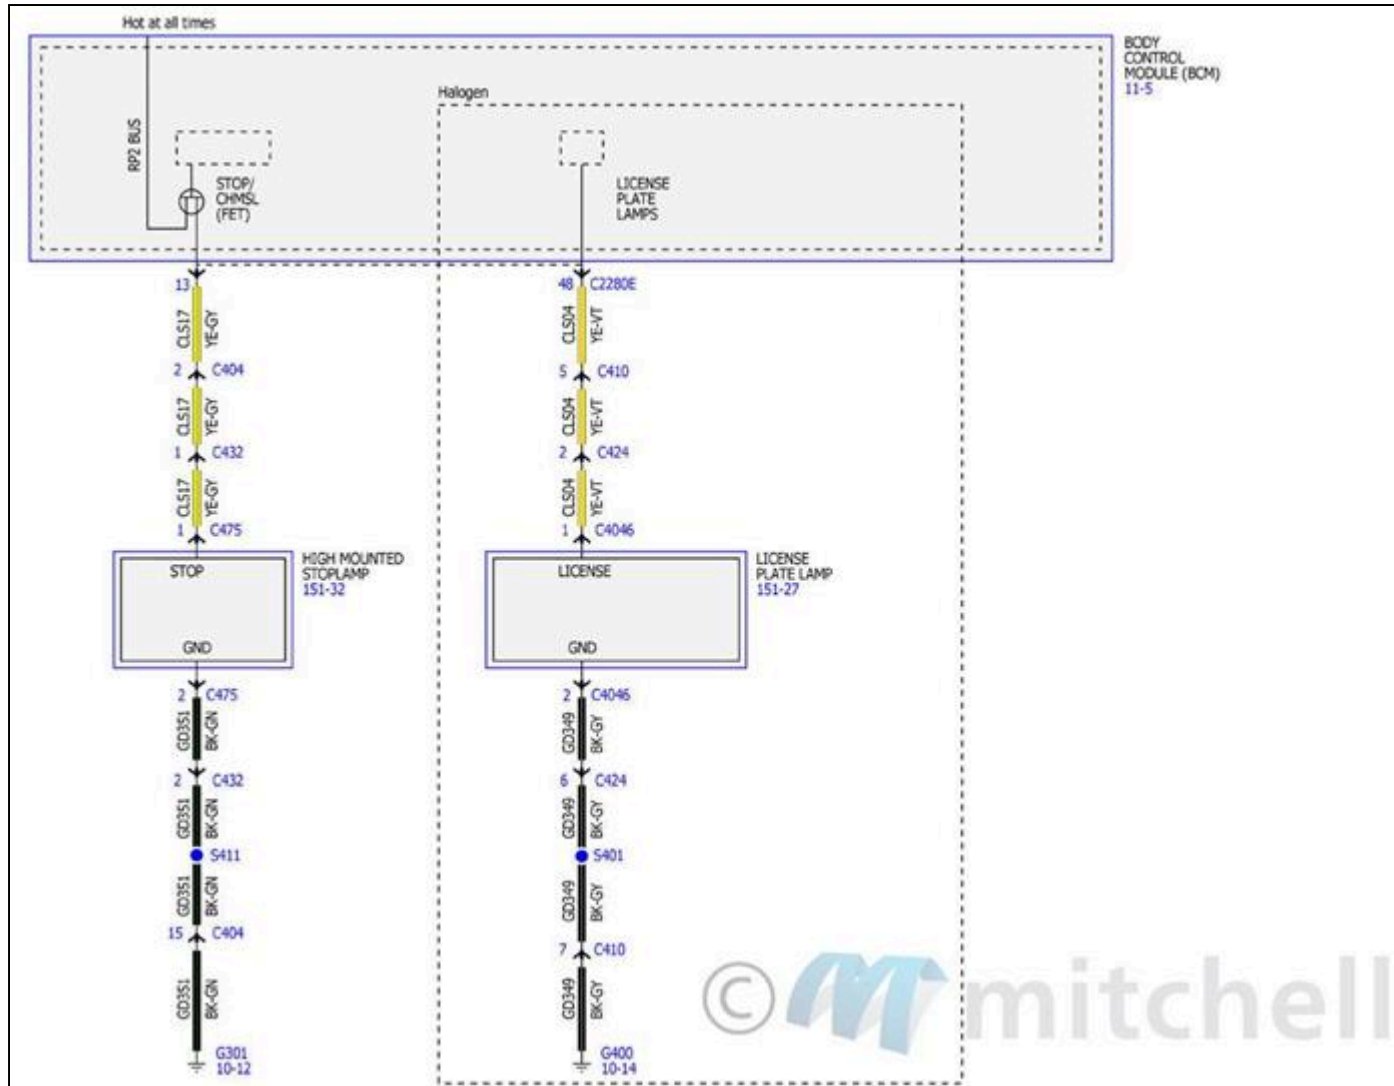 Hot at all times
BODY
CONTROL
MODULE (BCM)
11-5
Halogen
RP2 BUS
STOP/
CHMSL
(FET)
LICENSE
PLATE
LAMPS
13
48 C2280E
CLS17 YE-GY
CLS04 YE-VT
2 C404
5 C410
CLS17 YE-GY
CLS04 YE-VT
1 C432
2 C424
CLS17 YE-GY
CLS04 YE-VT
1 C475
1 C4046
STOP
HIGH MOUNTED
STOPLAMP
151-32
GND
LICENSE
LICENSE
PLATE LAMP
151-27
GND
2 C475
2 C4046
GD351 BK-GN
GD349 BK-GY
2 C432
6 C424
GD351 BK-GN
GD349 BK-GY
S411
S401
GD351 BK-GN
GD349 BK-GY
15 C404
7 C410
GD351 BK-GN
GD349 BK-GY
G301
10-12
G400
10-14
© mitchell